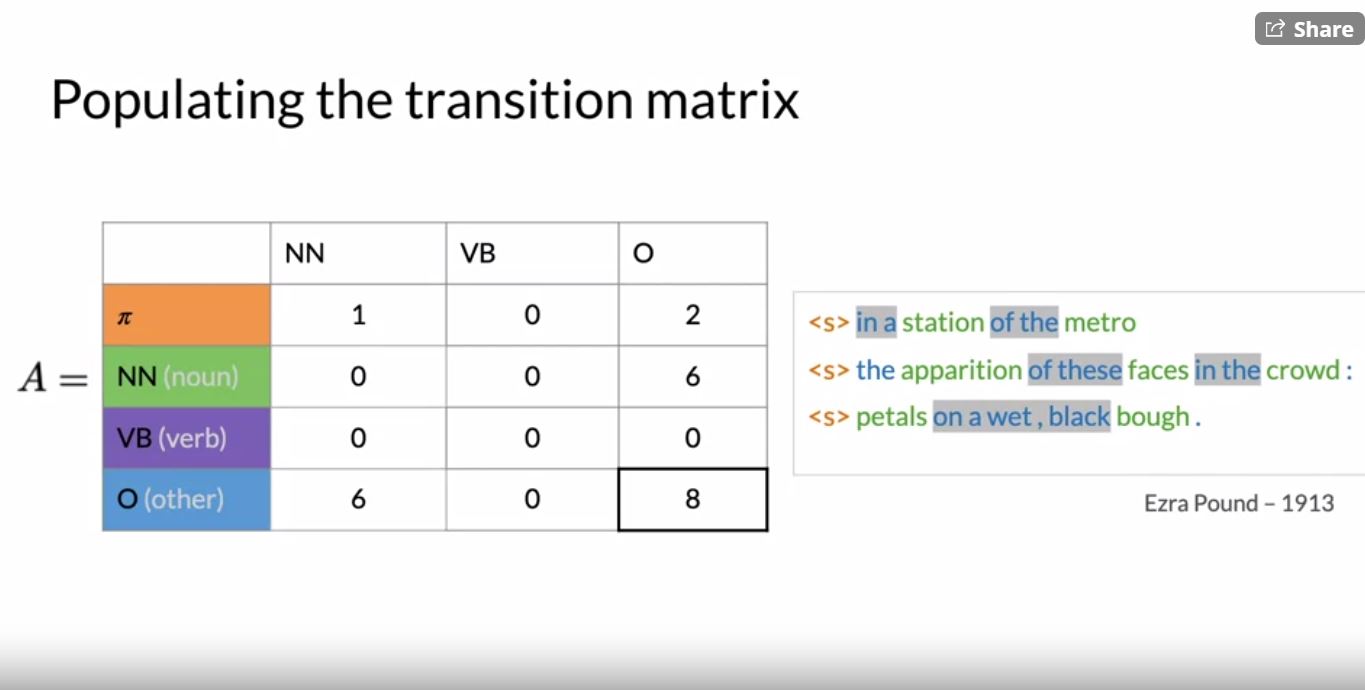 Share
Populating the transition matrix
NN VB O
π 1 0 2
NN (noun) 0 0 6
VB (verb) 0 0 0
O (other) 6 0 8
A =
<s> in a station of the metro
<s> the apparition of these faces in the crowd :
<s> petals on a wet , black bough .
Ezra Pound – 1913